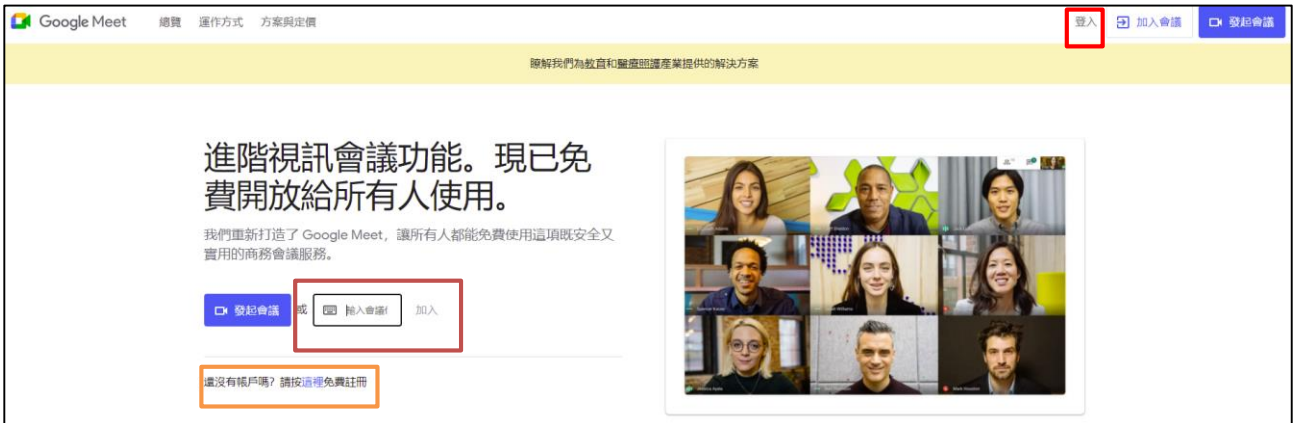 Google Meet 總覽 運作方式 方案與定價 登入 加入會議 發起會議
瞭解我們為教育和醫療照護產業提供的解決方案
進階視訊會議功能。現已免
費開放給所有人使用。
我們重新打造了 Google Meet，讓所有人都能免費使用這項既安全又
實用的商務會議服務。
發起會議 或 輸入會議 加入
還沒有帳戶嗎？請按這裡免費註冊